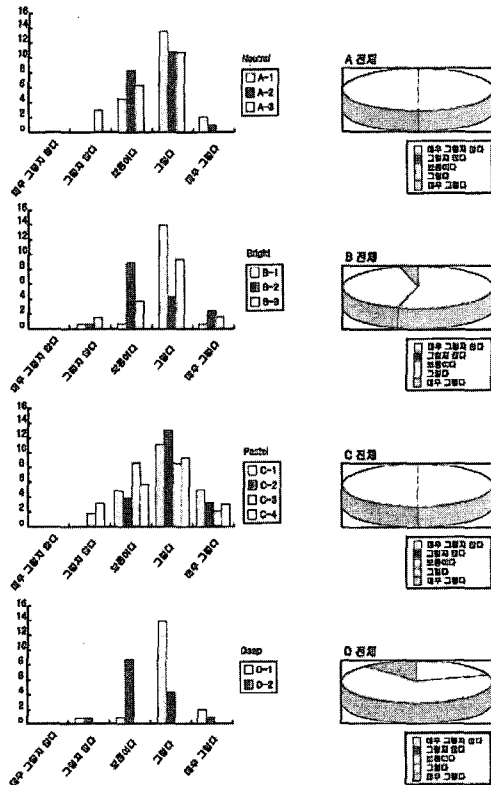 16
14
12
10
8
6
4
2
0
매우 그렇지 않다
그렇지 않다
보통이다
그렇다
매우 그렇다
Neutral
A-1
A-2
A-3
A 전체
매우 그렇지 않다
그렇지 않다
보통이다
그렇다
매우 그렇다
16
14
12
10
8
6
4
2
0
매우 그렇지 않다
그렇지 않다
보통이다
그렇다
매우 그렇다
Bright
B-1
B-2
B-3
B 전체
매우 그렇지 않다
그렇지 않다
보통이다
그렇다
매우 그렇다
16
14
12
10
8
6
4
2
0
매우 그렇지 않다
그렇지 않다
보통이다
그렇다
매우 그렇다
Pastel
C-1
C-2
C-3
C-4
C 전체
매우 그렇지 않다
그렇지 않다
보통이다
그렇다
매우 그렇다
16
14
12
10
8
6
4
2
0
매우 그렇지 않다
그렇지 않다
보통이다
그렇다
매우 그렇다
Deep
D-1
D-2
D 전체
매우 그렇지 않다
그렇지 않다
보통이다
그렇다
매우 그렇다